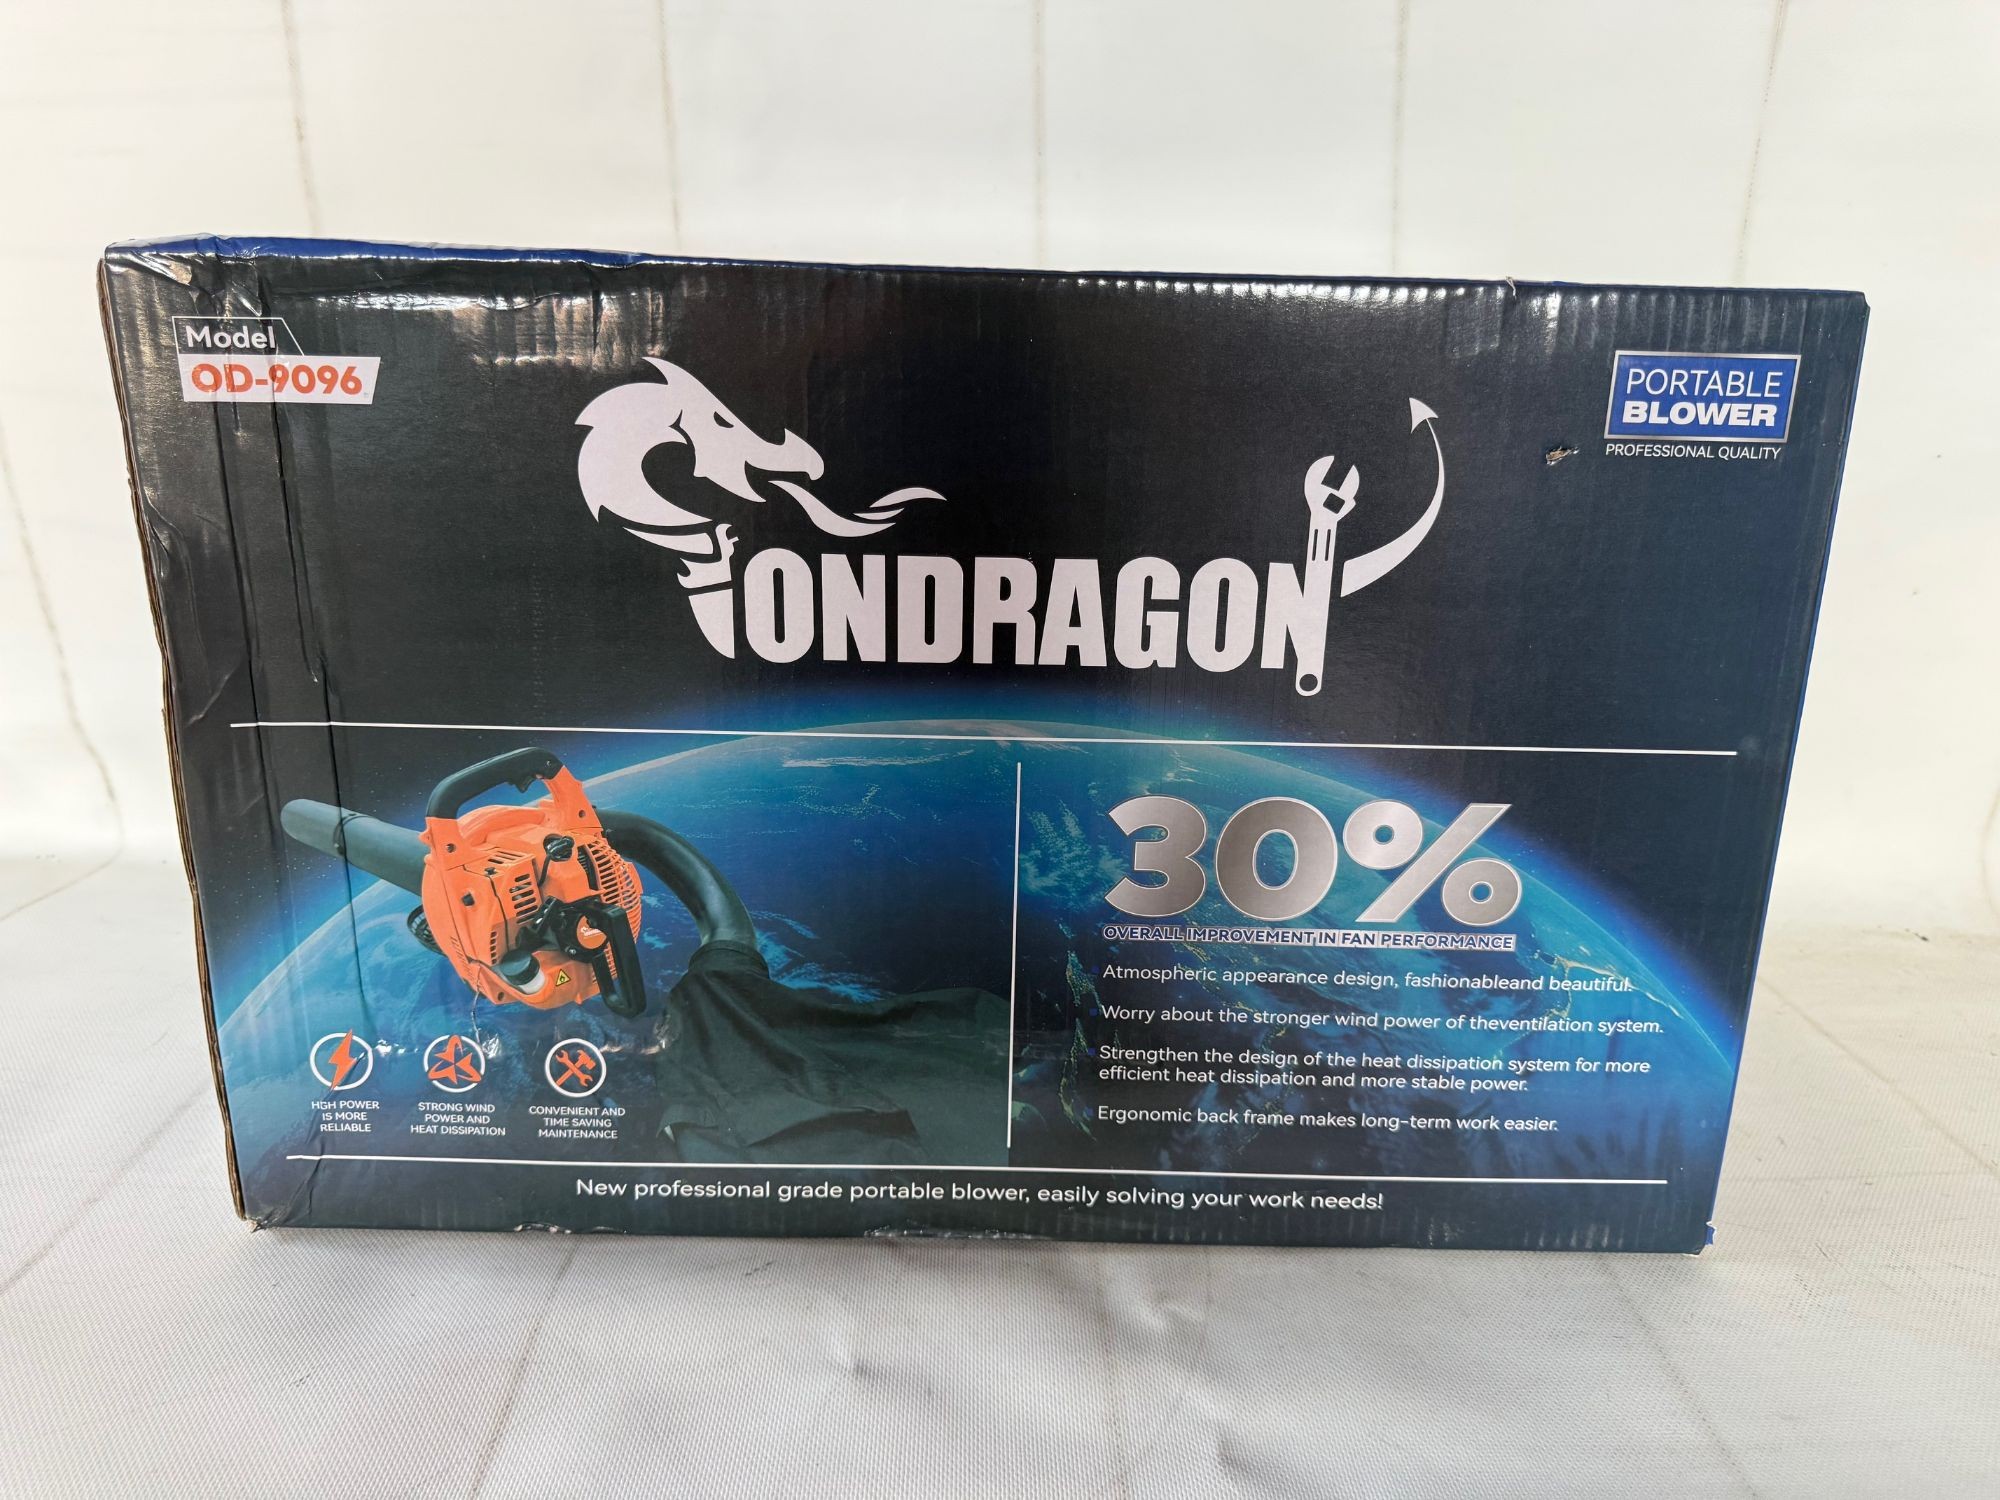 Model
OD-9096
PORTABLE
BLOWER
PROFESSIONAL QUALITY
ONDRAGON
30%
OVERALL IMPROVEMENT IN FAN PERFORMANCE
Atmospheric appearance design, fashionableand beautiful.
Worry about the stronger wind power of theventilation system.
Strengthen the design of the heat dissipation system for more
efficient heat dissipation and more stable power.
Ergonomic back frame makes long-term work easier.
HIGH POWER
IS MORE
RELIABLE
STRONG WIND
POWER AND
HEAT DISSIPATION
CONVENIENT AND
TIME SAVING
MAINTENANCE
New professional grade portable blower, easily solving your work needs!